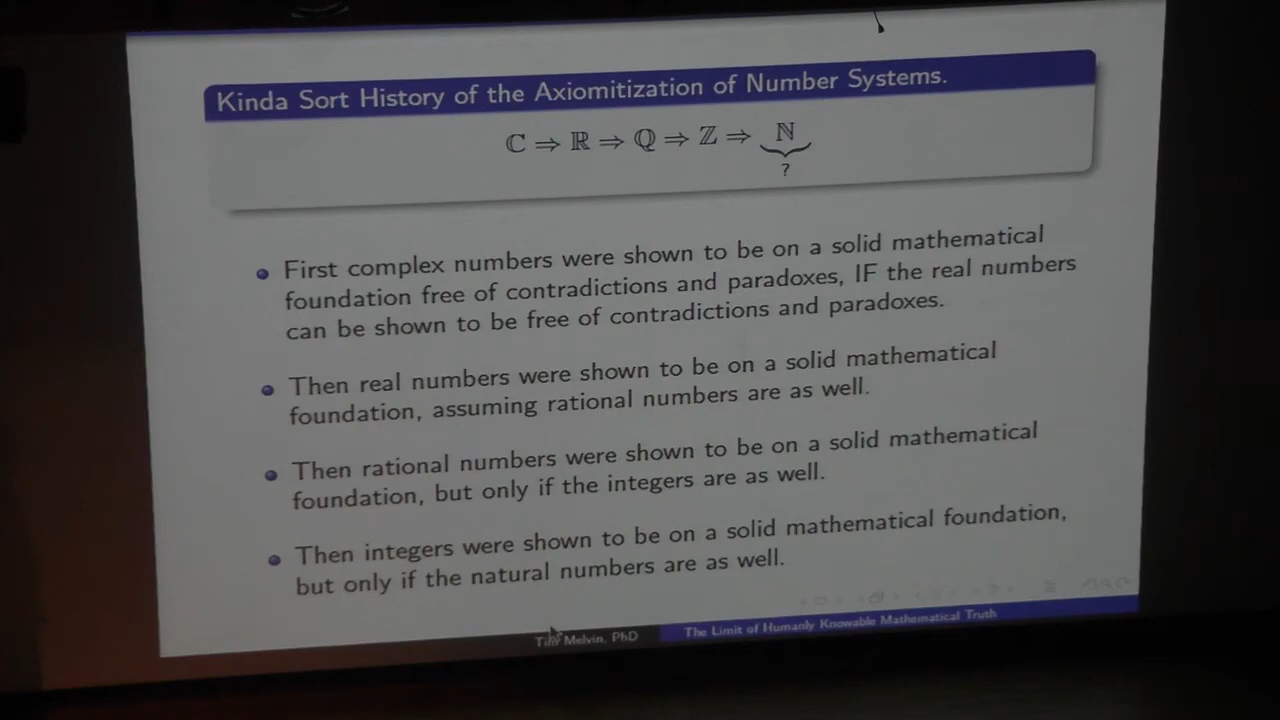 Kinda Sort History of the Axiomitization of Number Systems.
ℂ ⇒ ℝ ⇒ ℚ ⇒ ℤ ⇒ ℕ
?
First complex numbers were shown to be on a solid mathematical
foundation free of contradictions and paradoxes, IF the real numbers
can be shown to be free of contradictions and paradoxes.
Then real numbers were shown to be on a solid mathematical
foundation, assuming rational numbers are as well.
Then rational numbers were shown to be on a solid mathematical
foundation, but only if the integers are as well.
Then integers were shown to be on a solid mathematical foundation,
but only if the natural numbers are as well.
Melvin, PhD The Limit of Humanly Knowable Mathematical Truth